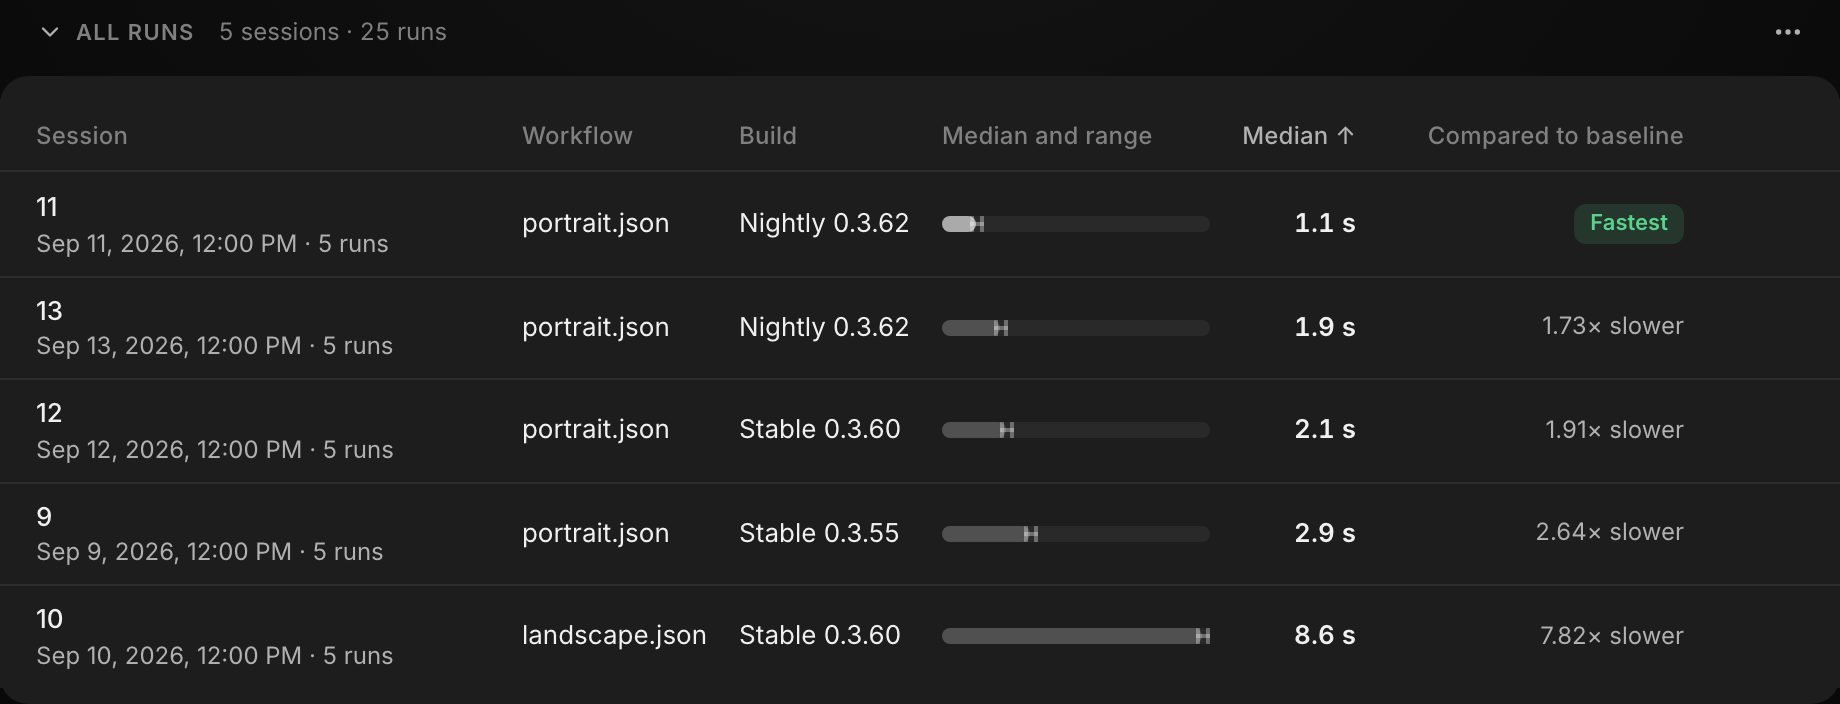 ALL RUNS 5 sessions · 25 runs
Session Workflow Build Median and range Median ↑ Compared to baseline
11
Sep 11, 2026, 12:00 PM · 5 runs
portrait.json Nightly 0.3.62 1.1 s Fastest
13
Sep 13, 2026, 12:00 PM · 5 runs
portrait.json Nightly 0.3.62 1.9 s 1.73× slower
12
Sep 12, 2026, 12:00 PM · 5 runs
portrait.json Stable 0.3.60 2.1 s 1.91× slower
9
Sep 9, 2026, 12:00 PM · 5 runs
portrait.json Stable 0.3.55 2.9 s 2.64× slower
10
Sep 10, 2026, 12:00 PM · 5 runs
landscape.json Stable 0.3.60 8.6 s 7.82× slower